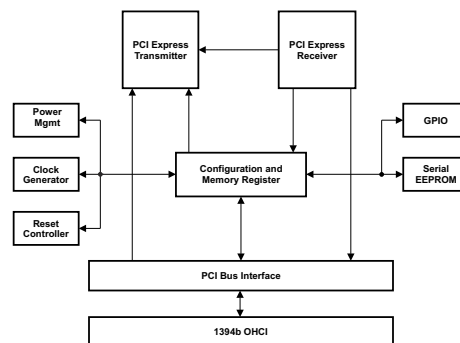 PCI Express
Transmitter
PCI Express
Receiver
Power
Mgmt
GPIO
Clock
Generator
Configuration and
Memory Register
Serial
EEPROM
Reset
Controller
PCI Bus Interface
1394b OHCI